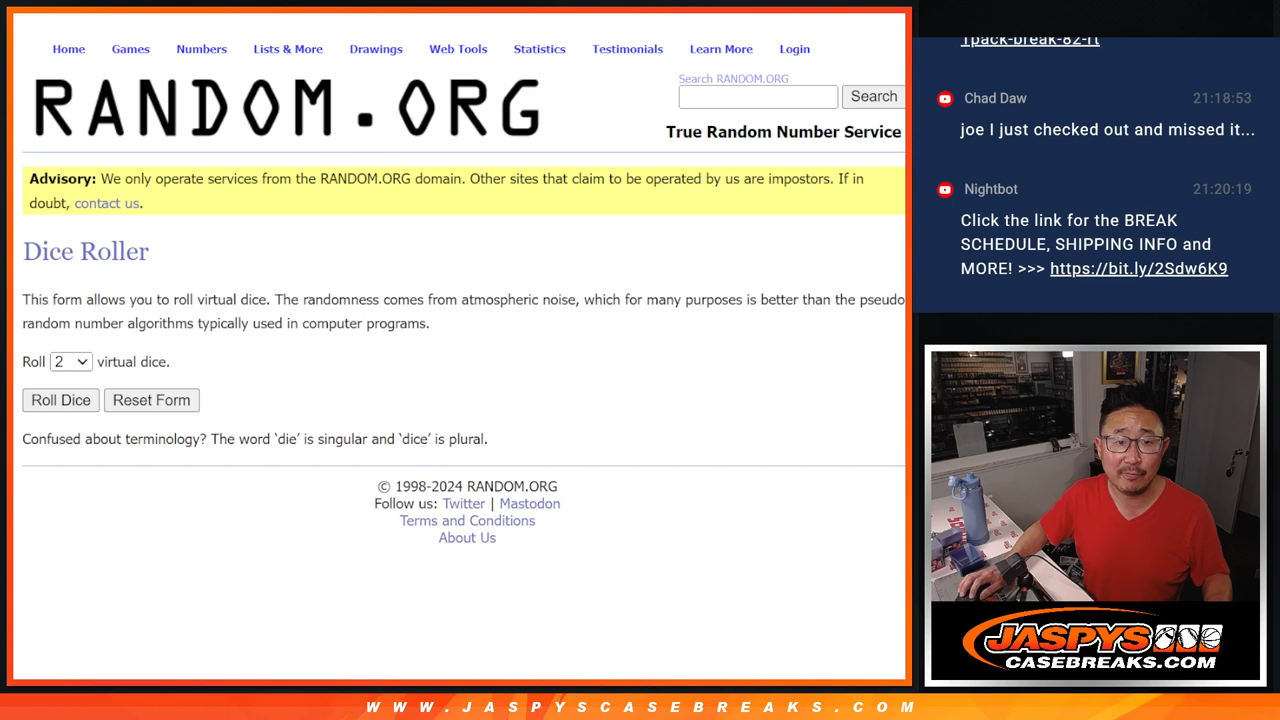 Home Games Numbers Lists & More Drawings Web Tools Statistics Testimonials Learn More Login
RANDOM.ORG
Search RANDOM.ORG
Search
True Random Number Service
Advisory: We only operate services from the RANDOM.ORG domain. Other sites that claim to be operated by us are impostors. If in
doubt, contact us.
Dice Roller
This form allows you to roll virtual dice. The randomness comes from atmospheric noise, which for many purposes is better than the pseudo
random number algorithms typically used in computer programs.
Roll 2 virtual dice.
Roll Dice Reset Form
Confused about terminology? The word ‘die’ is singular and ‘dice’ is plural.
© 1998-2024 RANDOM.ORG
Follow us: Twitter | Mastodon
Terms and Conditions
About Us
1pack-break-82-rt
Chad Daw 21:18:53
joe I just checked out and missed it...
Nightbot 21:20:19
Click the link for the BREAK
SCHEDULE, SHIPPING INFO and
MORE! >>> https://bit.ly/2Sdw6K9
JASPYS
CASEBREAKS.COM
WWW.JASPYSCASEBREAKS.COM